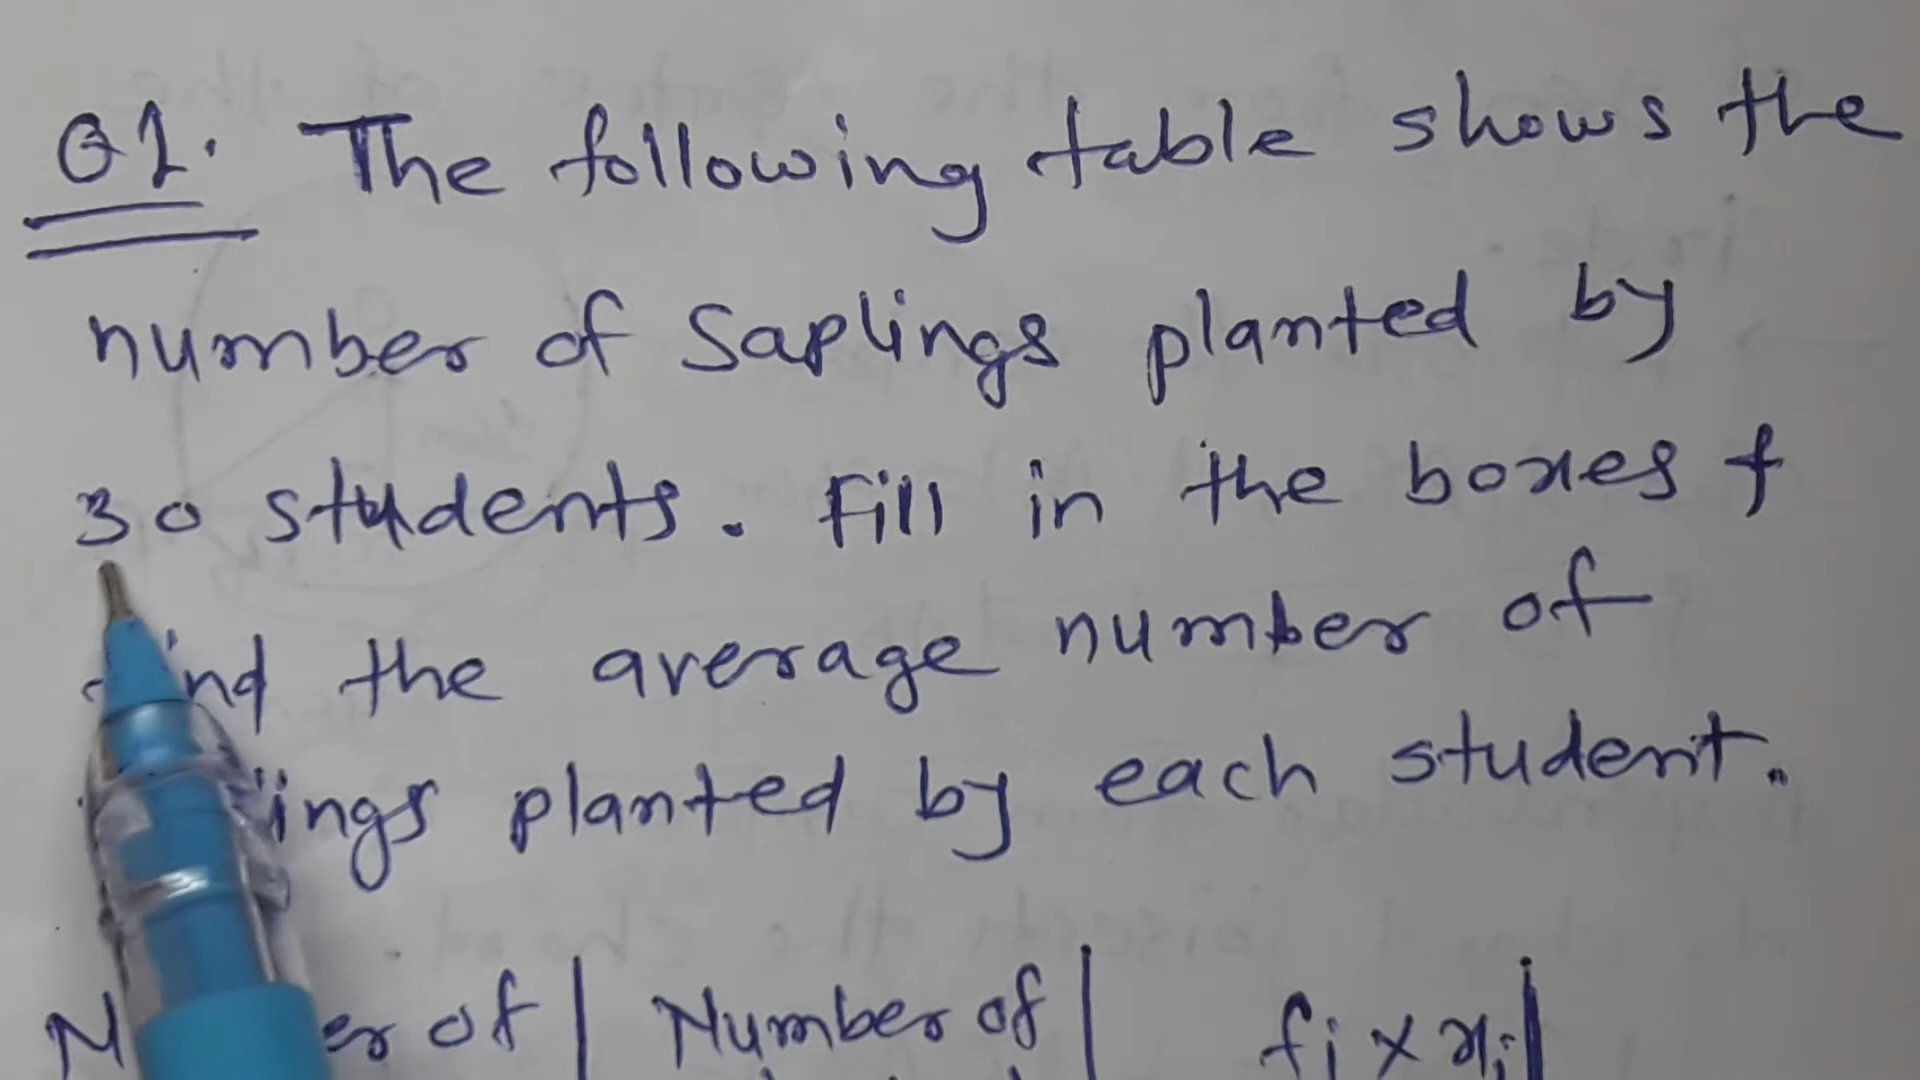 Q1. The following table shows the
number of Saplings planted by
30 students. Fill in the boxes &
the average number of
planted by each student.
of | Number of | fi × xi |